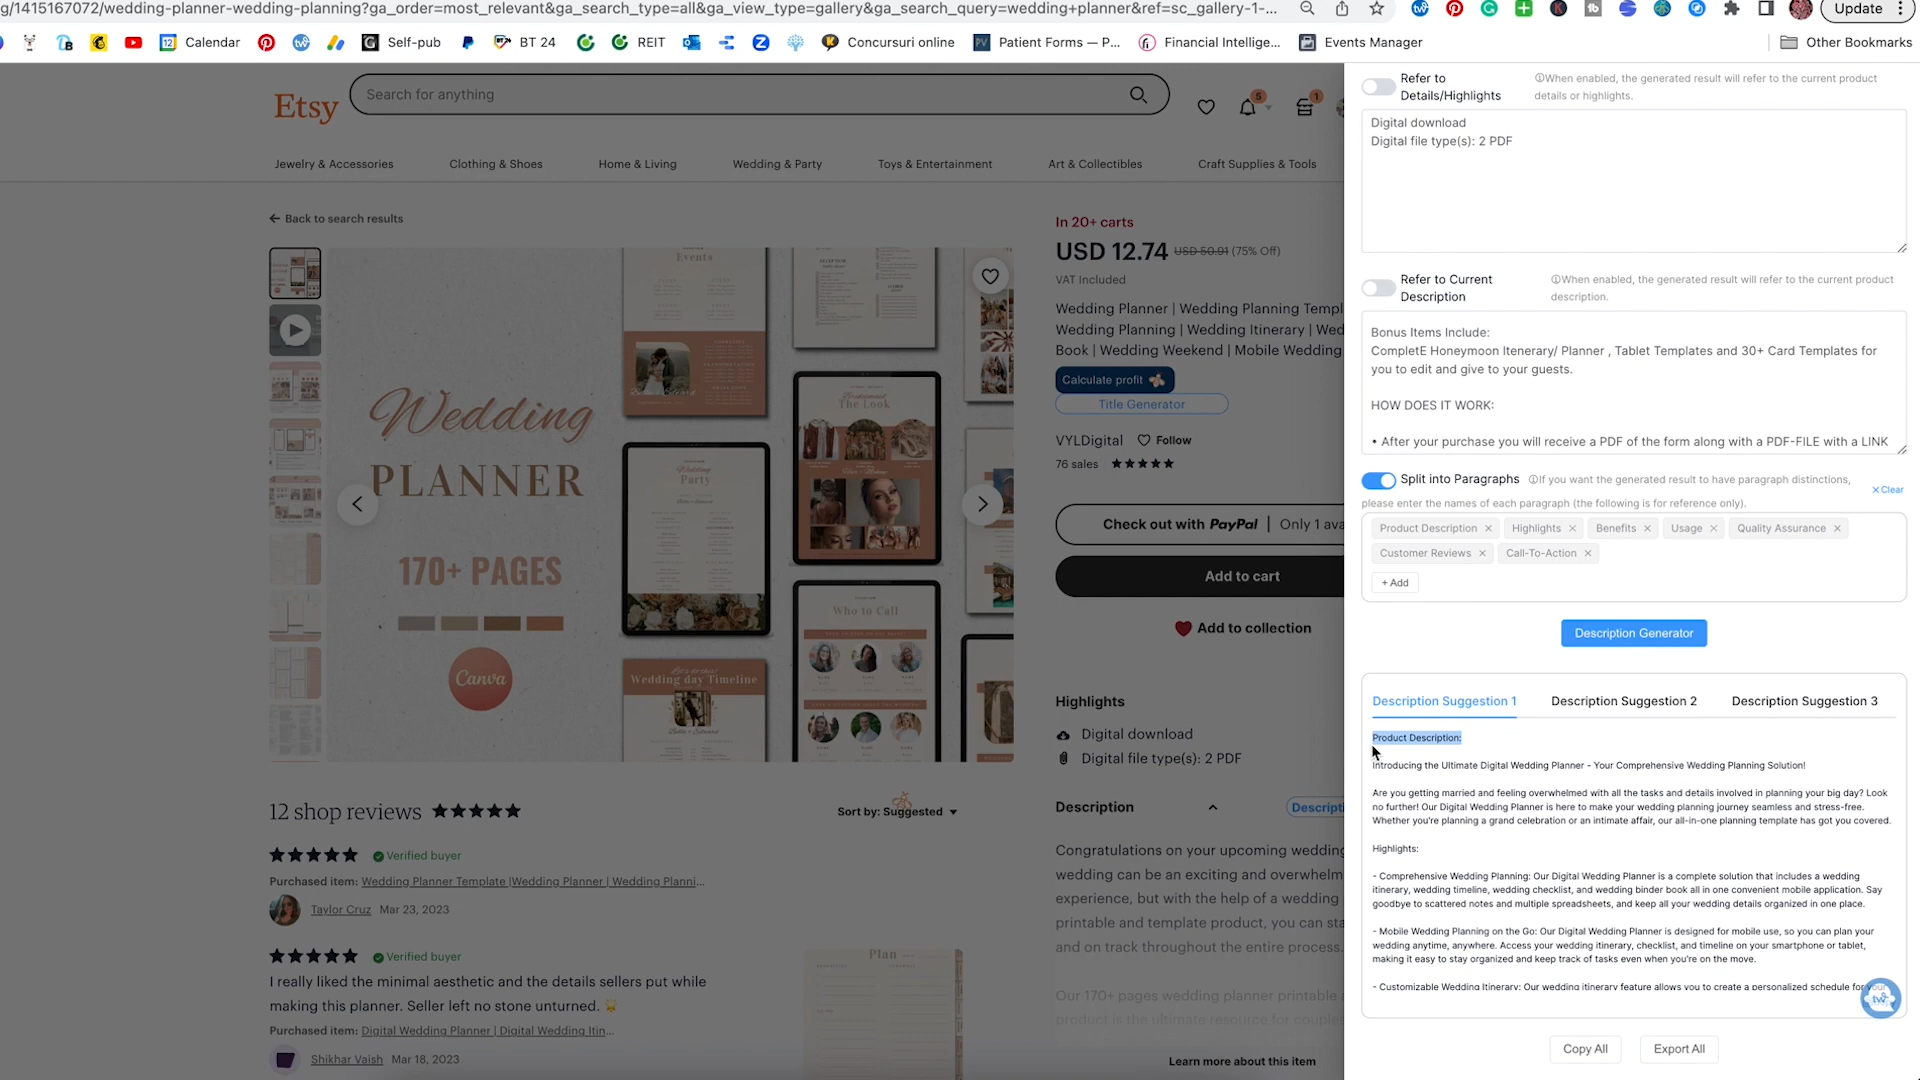 g/1415167072/wedding-planner-wedding-planning?ga_order=most_relevant&ga_search_type=all&ga_view_type=gallery&ga_search_query=wedding+planner&ref=sc_gallery-1-...
Update
Calendar
Self-pub
BT 24
REIT
Concursuri online
Patient Forms — P...
Financial Intellige...
Events Manager
Other Bookmarks
Etsy
Search for anything
5
1
Jewelry & Accessories
Clothing & Shoes
Home & Living
Wedding & Party
Toys & Entertainment
Art & Collectibles
Craft Supplies & Tools
Back to search results
Wedding
PLANNER
170+ PAGES
Canva
Events
Wedding
Party
The Look
Who to Call
Wedding day Timeline
In 20+ carts
USD 12.74 USD 50.91 (75% Off)
VAT Included
Wedding Planner | Wedding Planning Templ
Wedding Planning | Wedding Itinerary | Wed
Book | Wedding Weekend | Mobile Wedding
Calculate profit
Title Generator
VYLDigital Follow
76 sales
Check out with PayPal | Only 1 ava
Add to cart
Add to collection
Highlights
Digital download
Digital file type(s): 2 PDF
Description
Descripti
Congratulations on your upcoming wedding
wedding can be an exciting and overwhelm
experience, but with the help of a wedding
printable and template product, you can sta
and on track throughout the entire process.
Our 170+ pages wedding planner printable
product is the ultimate resource for couples
Learn more about this item
12 shop reviews
Sort by: Suggested
Verified buyer
Purchased item: Wedding Planner Template |Wedding Planner | Wedding Planni...
Taylor Cruz Mar 23, 2023
Verified buyer
I really liked the minimal aesthetic and the details sellers put while
making this planner. Seller left no stone unturned.
Purchased item: Digital Wedding Planner | Digital Wedding Itin...
Shikhar Vaish Mar 18, 2023
Plan
Refer to
Details/Highlights
When enabled, the generated result will refer to the current product
details or highlights.
Digital download
Digital file type(s): 2 PDF
Refer to Current
Description
When enabled, the generated result will refer to the current product
description.
Bonus Items Include:
CompletE Honeymoon Itenerary/ Planner , Tablet Templates and 30+ Card Templates for
you to edit and give to your guests.
HOW DOES IT WORK:
• After your purchase you will receive a PDF of the form along with a PDF-FILE with a LINK
Split into Paragraphs If you want the generated result to have paragraph distinctions,
please enter the names of each paragraph (the following is for reference only).
× Clear
Product Description × Highlights × Benefits × Usage × Quality Assurance ×
Customer Reviews × Call-To-Action ×
+ Add
Description Generator
Description Suggestion 1
Description Suggestion 2
Description Suggestion 3
Product Description:
Introducing the Ultimate Digital Wedding Planner - Your Comprehensive Wedding Planning Solution!
Are you getting married and feeling overwhelmed with all the tasks and details involved in planning your big day? Look
no further! Our Digital Wedding Planner is here to make your wedding planning journey seamless and stress-free.
Whether you're planning a grand celebration or an intimate affair, our all-in-one planning template has got you covered.
Highlights:
- Comprehensive Wedding Planning: Our Digital Wedding Planner is a complete solution that includes a wedding
itinerary, wedding timeline, wedding checklist, and wedding binder book all in one convenient mobile application. Say
goodbye to scattered notes and multiple spreadsheets, and keep all your wedding details organized in one place.
- Mobile Wedding Planning on the Go: Our Digital Wedding Planner is designed for mobile use, so you can plan your
wedding anytime, anywhere. Access your wedding itinerary, checklist, and timeline on your smartphone or tablet,
making it easy to stay organized and keep track of tasks even when you're on the move.
- Customizable Wedding Itinerary: Our wedding itinerary feature allows you to create a personalized schedule for your
Copy All
Export All